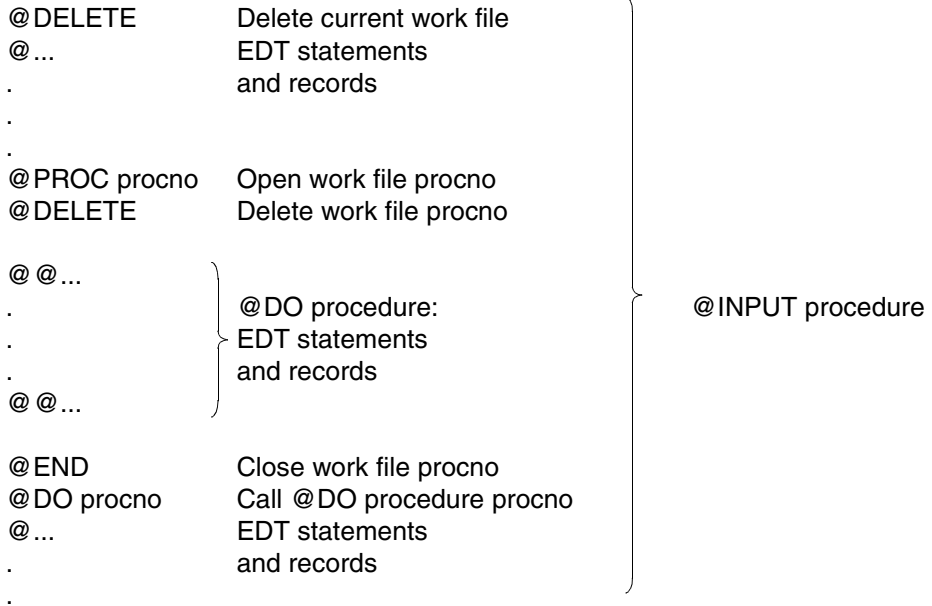 @DELETE Delete current work file
@... EDT statements
. and records
.
.
@PROC procno Open work file procno
@DELETE Delete work file procno
@@...
. @DO procedure: @INPUT procedure
. EDT statements
. and records
@@...
@END Close work file procno
@DO procno Call @DO procedure procno
@... EDT statements
. and records
.